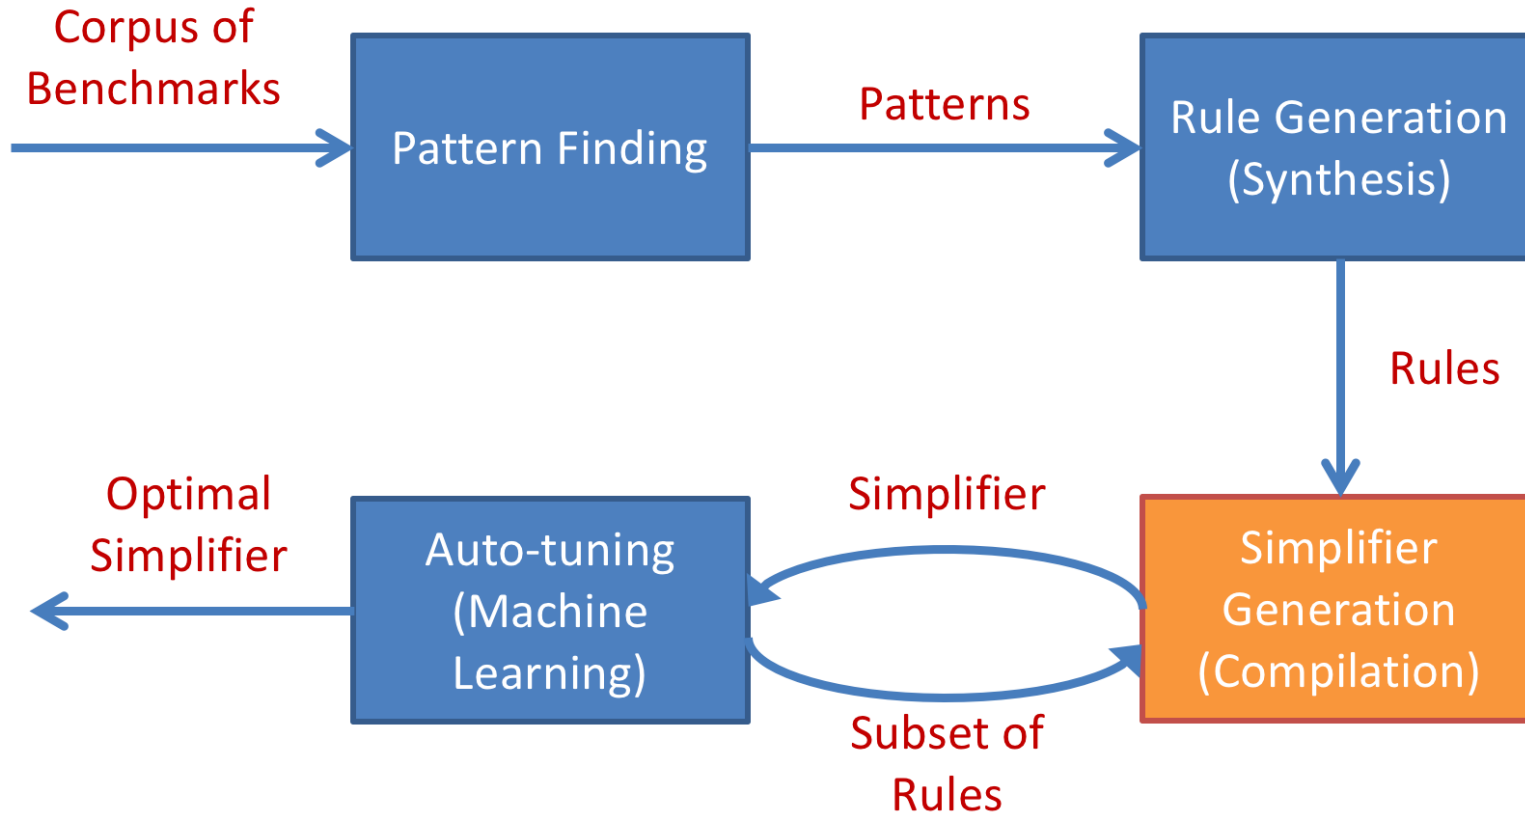 Corpus of
Benchmarks
Pattern Finding
Patterns
Rule Generation
(Synthesis)
Rules
Optimal
Simplifier
Auto-tuning
(Machine
Learning)
Simplifier
Subset of
Rules
Simplifier
Generation
(Compilation)